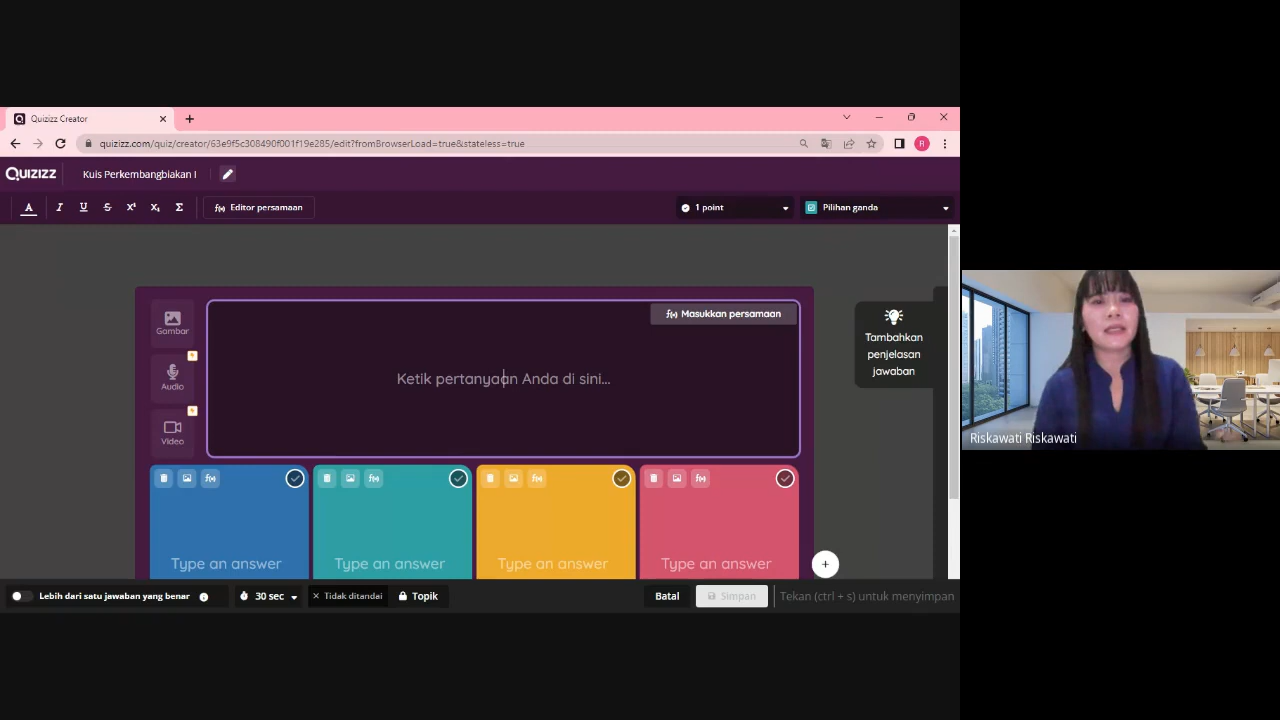 Quizizz Creator
quizizz.com/quiz/creator/63e9f5c308490f001f19e285/edit?fromBrowserLoad=true&stateless=true
R
QUIZIZZ
Kuis Perkembangbiakan I
A I U S X¹ X₁ Σ
f(x) Editor persamaan
1 point
Pilihan ganda
Gambar
Audio
Video
f(x) Masukkan persamaan
Ketik pertanyaan Anda di sini...
Tambahkan
penjelasan
jawaban
f(x) f(x) f(x) f(x)
Type an answer Type an answer Type an answer Type an answer
Lebih dari satu jawaban yang benar
30 sec
Tidak ditandai
Topik
Batal
Simpan
Tekan (ctrl + s) untuk menyimpan
Riskawati Riskawati